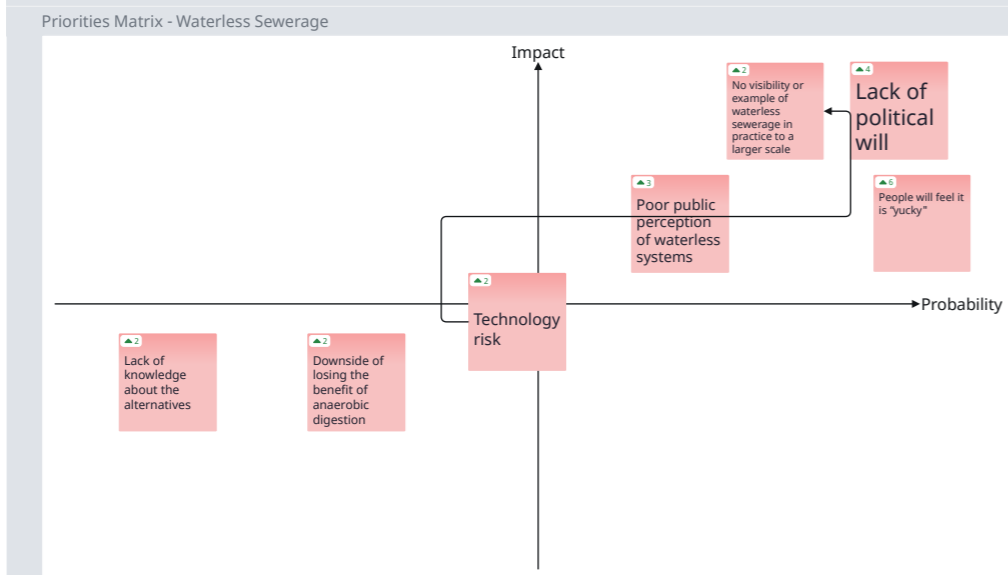 Priorities Matrix - Waterless Sewerage
Impact
2
No visibility or
example of
waterless
sewerage in
practice to a
larger scale
4
Lack of
political
will
3
Poor public
perception
of waterless
systems
6
People will feel it
is "yucky"
2
Technology
risk
Probability
2
Lack of
knowledge
about the
alternatives
2
Downside of
losing the
benefit of
anaerobic
digestion